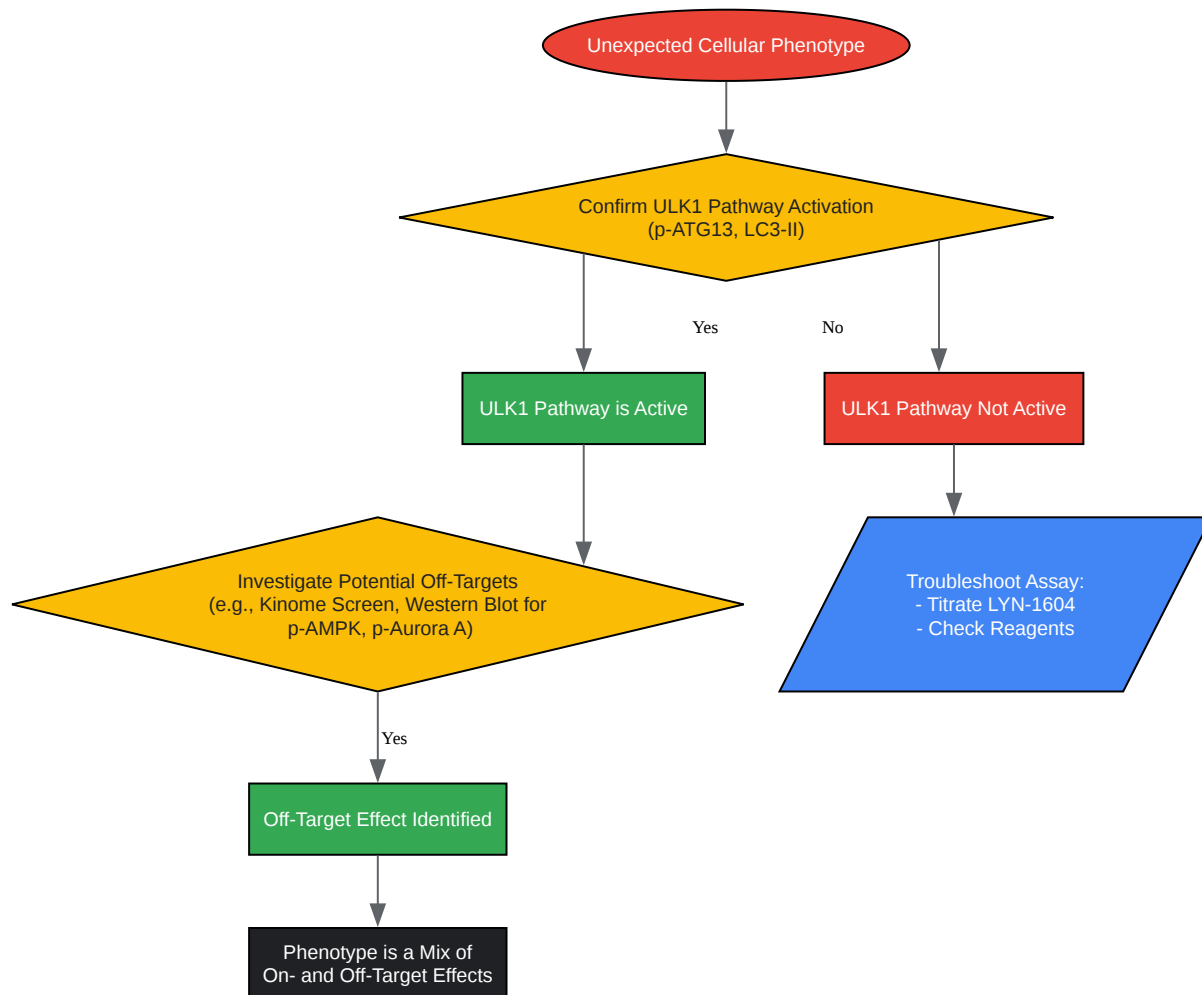 Unexpected Cellular Phenotype
Confirm ULK1 Pathway Activation
(p-ATG13, LC3-II)
Yes
No
ULK1 Pathway is Active
ULK1 Pathway Not Active
Investigate Potential Off-Targets
(e.g., Kinome Screen, Western Blot for
p-AMPK, p-Aurora A)
Troubleshoot Assay:
- Titrate LYN-1604
- Check Reagents
Yes
Off-Target Effect Identified
Phenotype is a Mix of
On- and Off-Target Effects